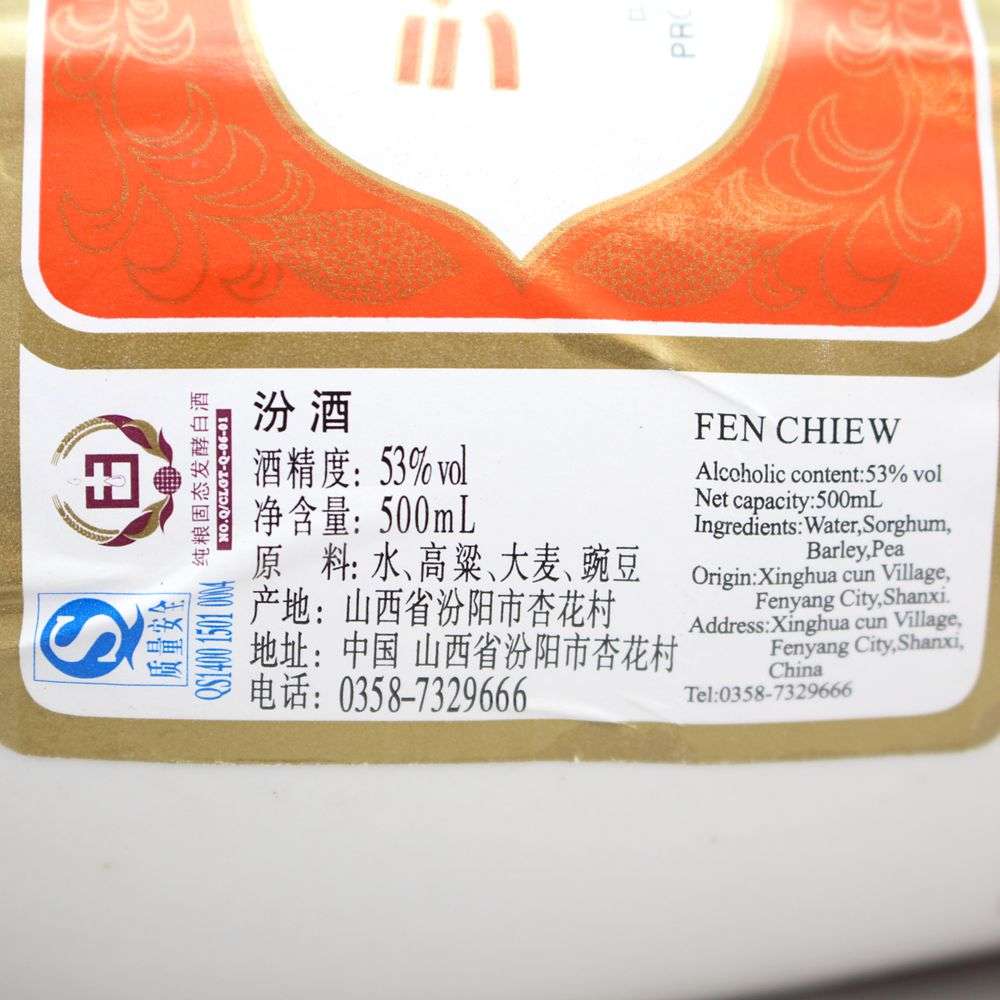 PRO
纯粮固态发酵白酒
NO.Q/CLGT-Q-06-01
质量安全
QS1400 1501 0004
汾酒
酒精度：53% vol
净含量：500mL
原 料：水、高粱、大麦、豌豆
产地：山西省汾阳市杏花村
地址：中国 山西省汾阳市杏花村
电话：0358-7329666
FEN CHIEW
Alcoholic content:53% vol
Net capacity:500mL
Ingredients:Water,Sorghum,
Barley,Pea
Origin:Xinghua cun Village,
Fenyang City,Shanxi.
Address:Xinghua cun Village,
Fenyang City,Shanxi,
China
Tel:0358-7329666